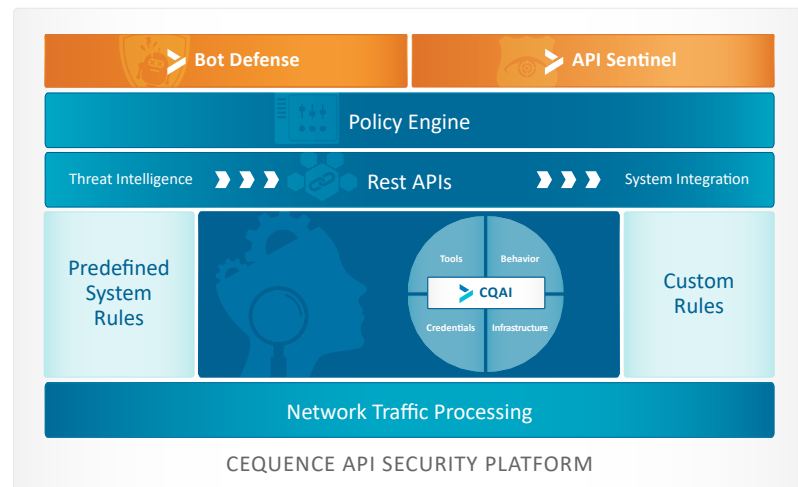 Bot Defense
API Sentinel
Policy Engine
Threat Intelligence
Rest APIs
System Integration
Predefined
System
Rules
Tools
Behavior
CQAI
Credentials
Infrastructure
Custom
Rules
Network Traffic Processing
CEQUENCE API SECURITY PLATFORM